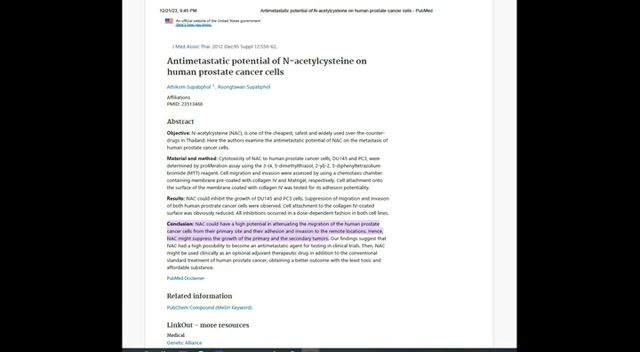 12/21/23, 9:45 PM Antimetastatic potential of N-acetylcysteine on human prostate cancer cells - PubMed
An official website of the United States government
Here's how you know
J Med Assoc Thai. 2012 Dec;95 Suppl 12:S56-62.
Antimetastatic potential of N-acetylcysteine on
human prostate cancer cells
Athikom Supabphol 1, Roongtawan Supabphol
Affiliations
PMID: 23513466
Abstract
Objective: N-acetylcysteine (NAC), is one of the cheapest, safest and widely used over-the-counter-
drugs in Thailand. Here the authors examine the antimetastatic potential of NAC on the metastasis of
human prostate cancer cells.
Material and method: Cytotoxicity of NAC to human prostate cancer cells, DU145 and PC3, were
determined by proliferation assay using the 3-(4, 5-dimethylthiazol, 2-yl)-2, 5-diphenyltetrazolium
bromide (MTT) reagent. Cell migration and invasion were assayed by using a chemotaxis chamber
containing membrane pre-coated with collagen IV and Matrigel, respectively. Cell attachment onto
the surface of the membrane coated with collagen IV was tested for its adhesion potentially.
Results: NAC could inhibit the growth of DU145 and PC3 cells. Suppression of migration and invasion
of both human prostate cancer cells were observed. Cell attachment to the collagen IV-coated
surface was obviously reduced. All inhibitions occurred in a dose-dependent fashion in both cell lines.
Conclusion: NAC could have a high potential in attenuating the migration of the human prostate
cancer cells from their primary site and their adhesion and invasion to the remote locations. Hence,
NAC might suppress the growth of the primary and the secondary tumors. Our findings suggest that
NAC had a high possibility to become an antimetastatic agent for testing in clinical trials. Then, NAC
might be used clinically as an optional adjuvant therapeutic drug in addition to the conventional
standard treatment of human prostate cancer, obtaining a better outcome with the least toxic and
affordable substance.
PubMed Disclaimer
Related information
PubChem Compound (MeSH Keyword)
LinkOut - more resources
Medical
Genetic Alliance